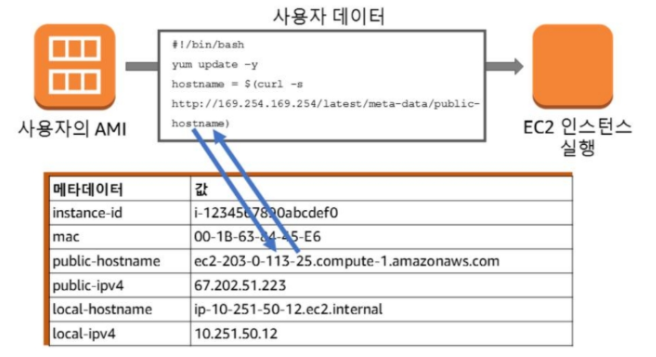 사용자 데이터
#!/bin/bash
yum update -y
hostname = $(curl -s
http://169.254.169.254/latest/meta-data/public-
hostname)
사용자의 AMI
EC2 인스턴스
실행
메타데이터 값
instance-id i-1234567890abcdef0
mac 00-1B-63-84-45-E6
public-hostname ec2-203-0-113-25.compute-1.amazonaws.com
public-ipv4 67.202.51.223
local-hostname ip-10-251-50-12.ec2.internal
local-ipv4 10.251.50.12